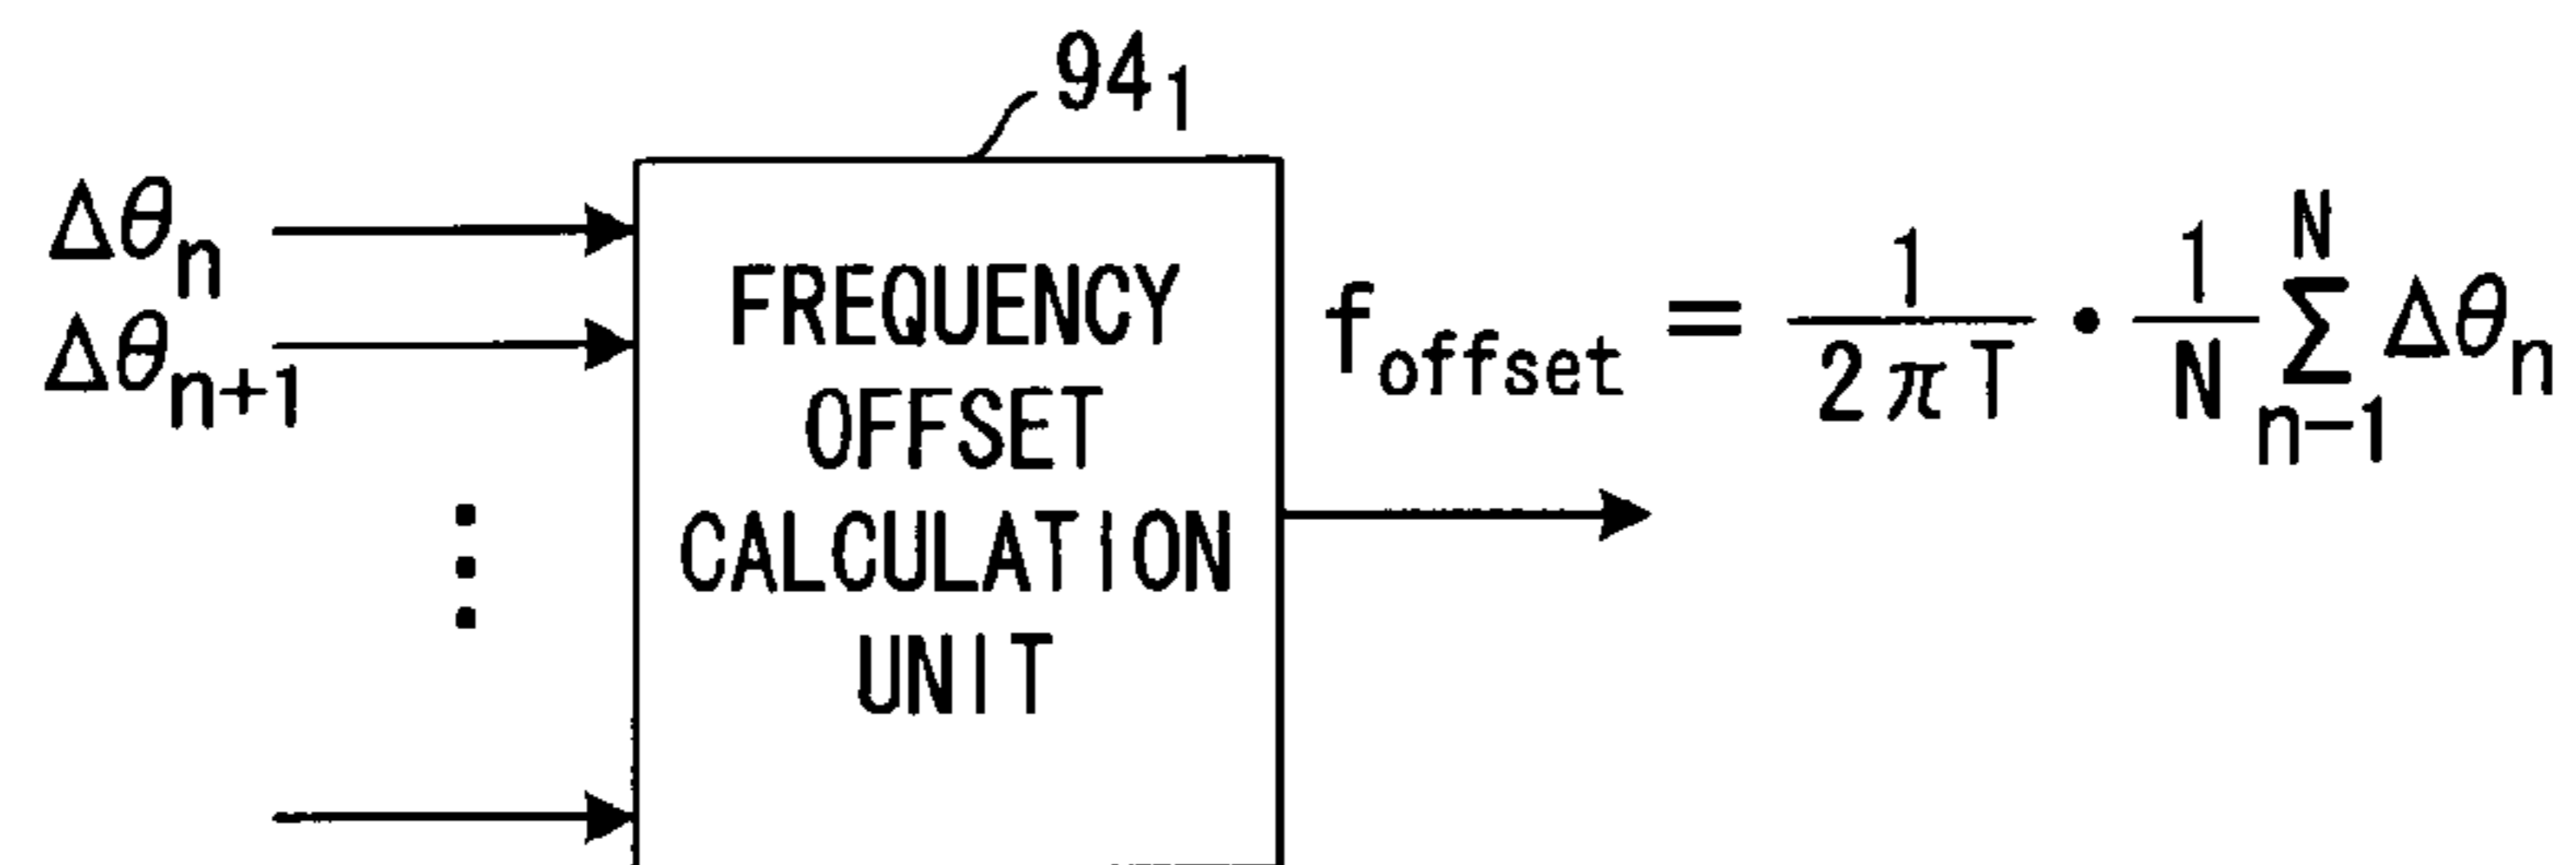 94₁
Δθₙ
Δθₙ₊₁
FREQUENCY
OFFSET
CALCULATION
UNIT
f_offset = 1/(2πT) • 1/N Σ_{n-1}^{N} Δθₙ